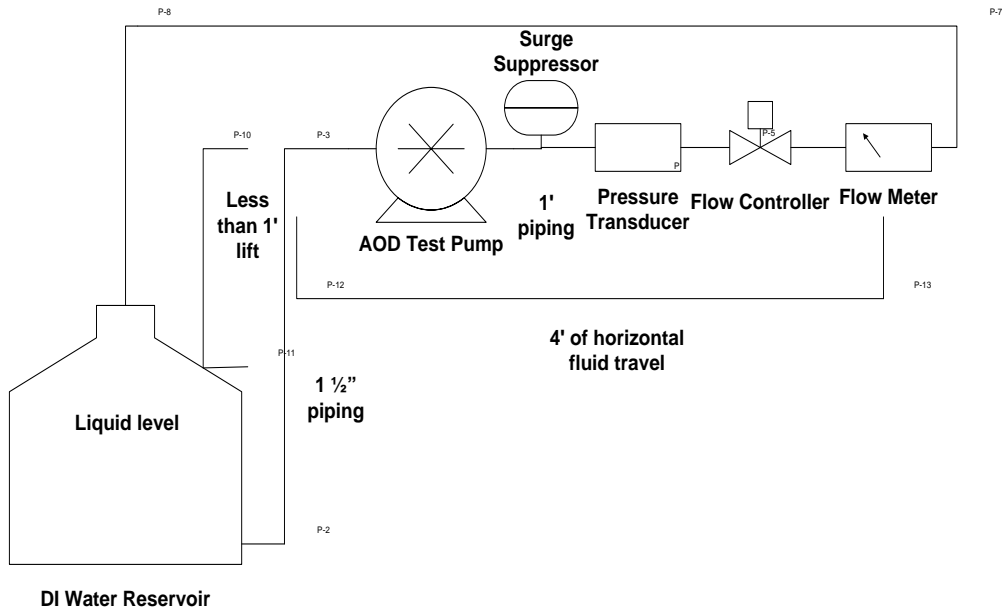 P-8
P-7
Surge
Suppressor
P-10
P-3
P-5
P
Less
than 1'
lift
1'
piping
Pressure
Transducer
Flow Controller
Flow Meter
AOD Test Pump
P-12
P-13
4' of horizontal
fluid travel
P-11
1 ½”
piping
Liquid level
P-2
DI Water Reservoir